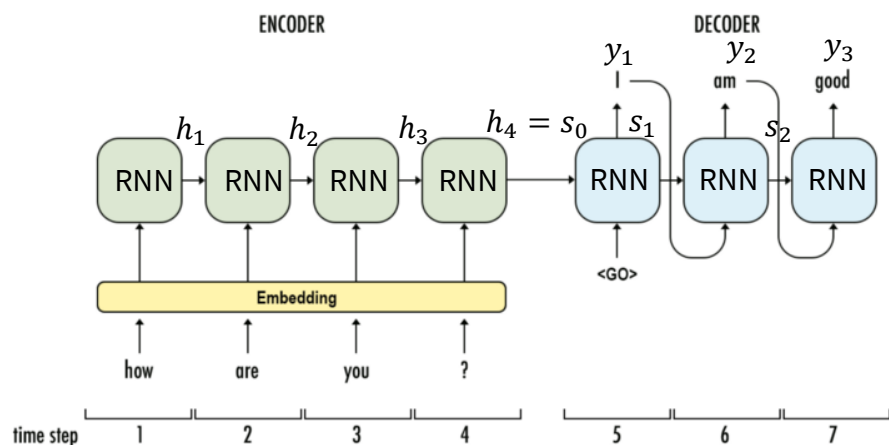 ENCODER DECODER
y₁ y₂ y₃
I am good
h₁ h₂ h₃ h₄ = s₀ s₁ s₂
RNN RNN RNN RNN RNN RNN RNN
<GO>
Embedding
how are you ?
time step 1 2 3 4 5 6 7